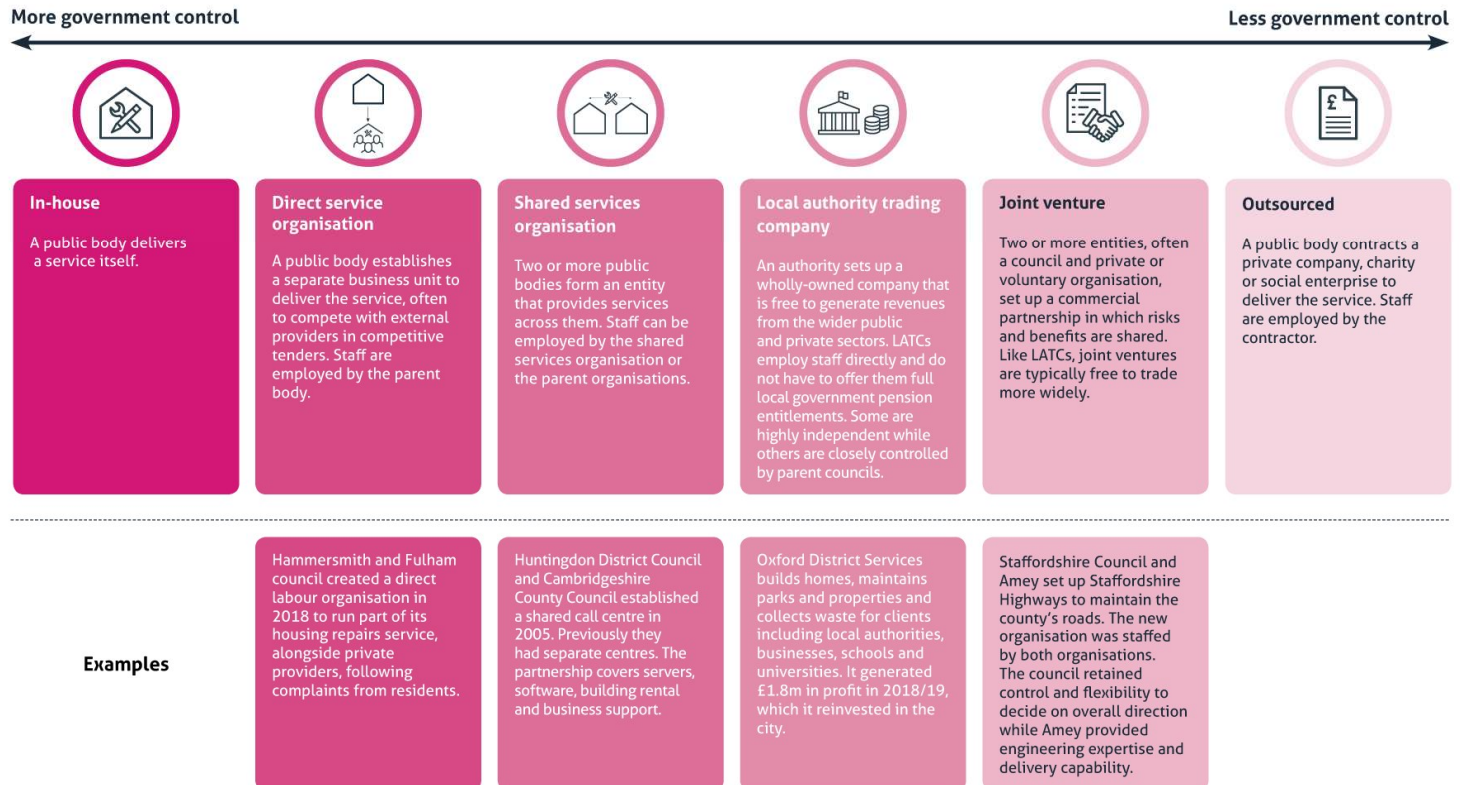 More government control
Less government control
In-house
A public body delivers
a service itself.
Direct service
organisation
A public body establishes
a separate business unit to
deliver the service, often
to compete with external
providers in competitive
tenders. Staff are
employed by the parent
body.
Shared services
organisation
Two or more public
bodies form an entity
that provides services
across them. Staff can be
employed by the shared
services organisation or
the parent organisations.
Local authority trading
company
An authority sets up a
wholly-owned company that
is free to generate revenues
from the wider public
and private sectors. LATCs
employ staff directly and do
not have to offer them full
local government pension
entitlements. Some are
highly independent while
others are closely controlled
by parent councils.
Joint venture
Two or more entities, often
a council and private or
voluntary organisation,
set up a commercial
partnership in which risks
and benefits are shared.
Like LATCs, joint ventures
are typically free to trade
more widely.
£
Outsourced
A public body contracts a
private company, charity
or social enterprise to
deliver the service. Staff
are employed by the
contractor.
Examples
Hammersmith and Fulham
council created a direct
labour organisation in
2018 to run part of its
housing repairs service,
alongside private
providers, following
complaints from residents.
Huntingdon District Council
and Cambridgeshire
County Council established
a shared call centre in
2005. Previously they
had separate centres. The
partnership covers servers,
software, building rental
and business support.
Oxford District Services
builds homes, maintains
parks and properties and
collects waste for clients
including local authorities,
businesses, schools and
universities. It generated
£1.8m in profit in 2018/19,
which it reinvested in the
city.
Staffordshire Council and
Amey set up Staffordshire
Highways to maintain the
county’s roads. The new
organisation was staffed
by both organisations.
The council retained
control and flexibility to
decide on overall direction
while Amey provided
engineering expertise and
delivery capability.